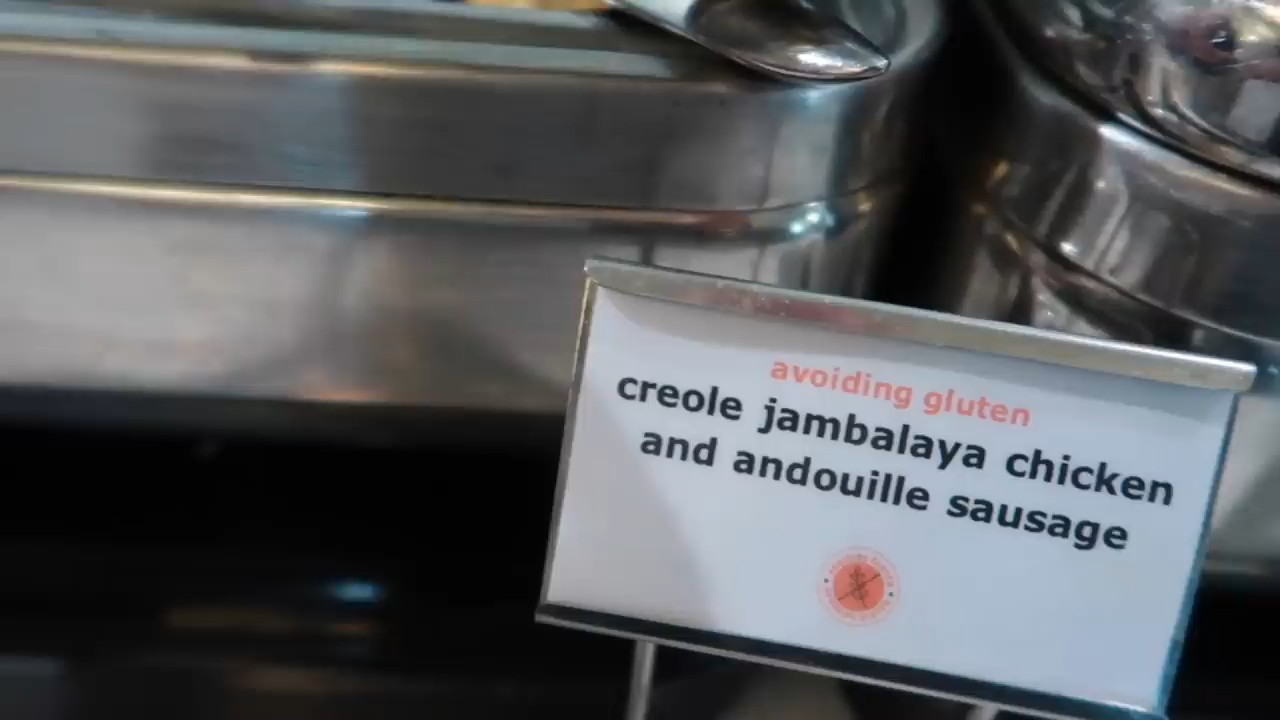 avoiding gluten
creole jambalaya chicken
and andouille sausage